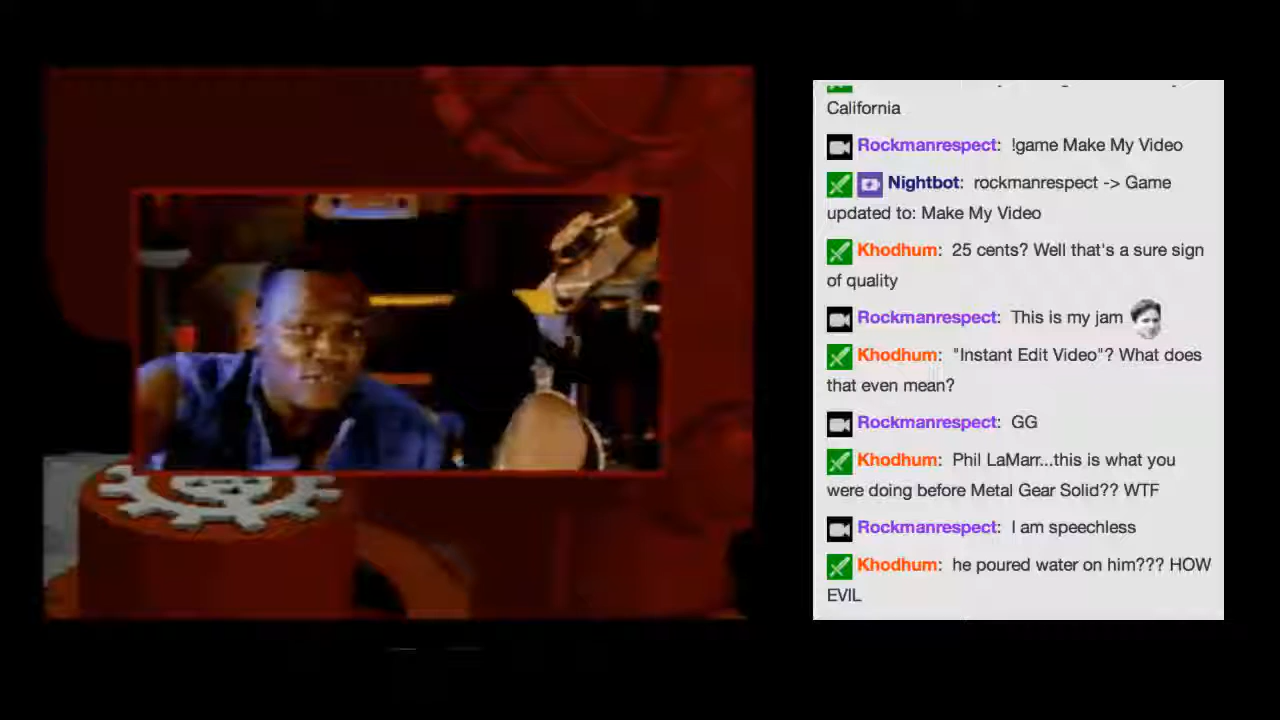 California
Rockmanrespect: !game Make My Video
Nightbot: rockmanrespect -> Game
updated to: Make My Video
Khodhum: 25 cents? Well that's a sure sign
of quality
Rockmanrespect: This is my jam
Khodhum: "Instant Edit Video"? What does
that even mean?
Rockmanrespect: GG
Khodhum: Phil LaMarr...this is what you
were doing before Metal Gear Solid?? WTF
Rockmanrespect: I am speechless
Khodhum: he poured water on him??? HOW
EVIL